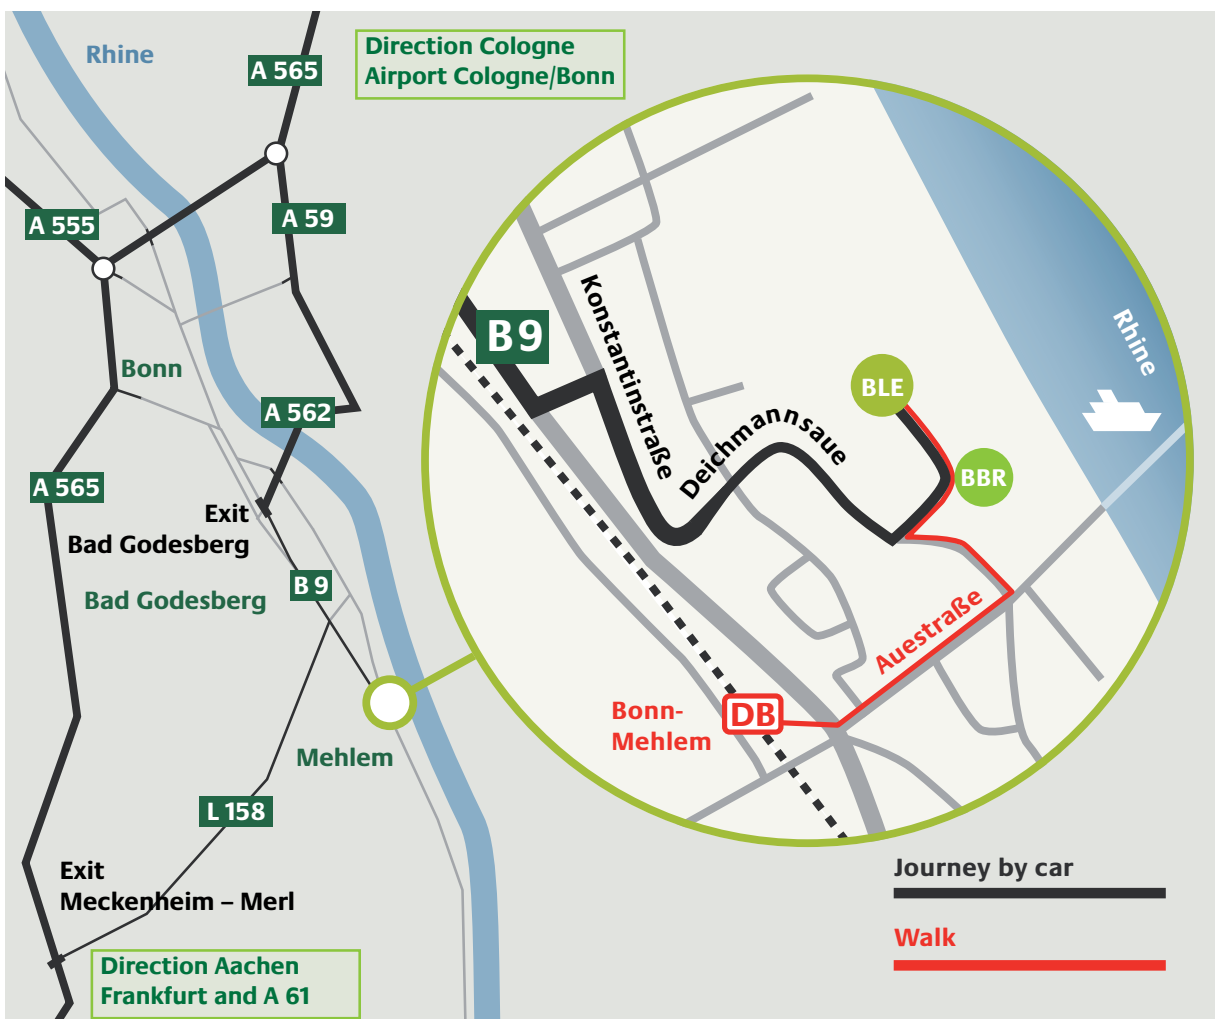 Rhine
A 565
Direction Cologne
Airport Cologne/Bonn
A 555
A 59
B 9
Konstantinstraße
Rhine
Bonn
A 562
BLE
Deichmannsaue
BBR
A 565
Exit
Bad Godesberg
B 9
Bad Godesberg
Auestraße
Bonn-
Mehlem
DB
Mehlem
L 158
Exit
Meckenheim – Merl
Journey by car
Walk
Direction Aachen
Frankfurt and A 61